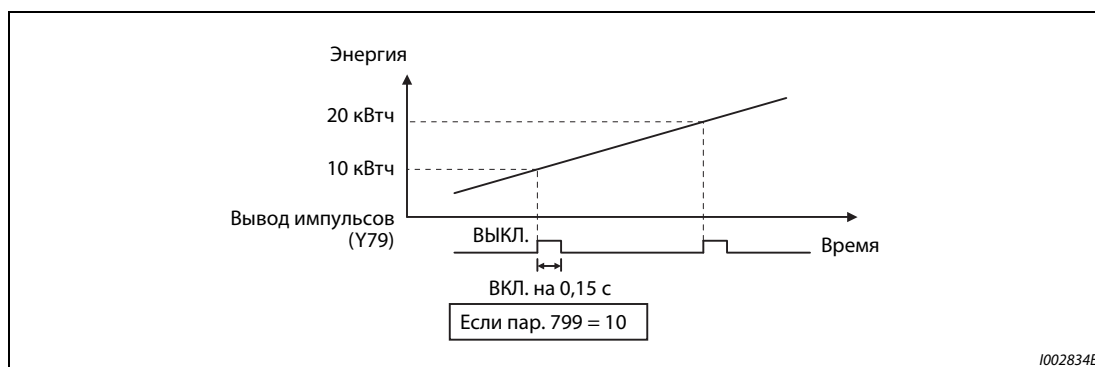 Энергия
20 кВтч
10 кВтч
Вывод импульсов
(Y79)
ВЫКЛ.
Время
ВКЛ. на 0,15 с
Если пар. 799 = 10
I002834E